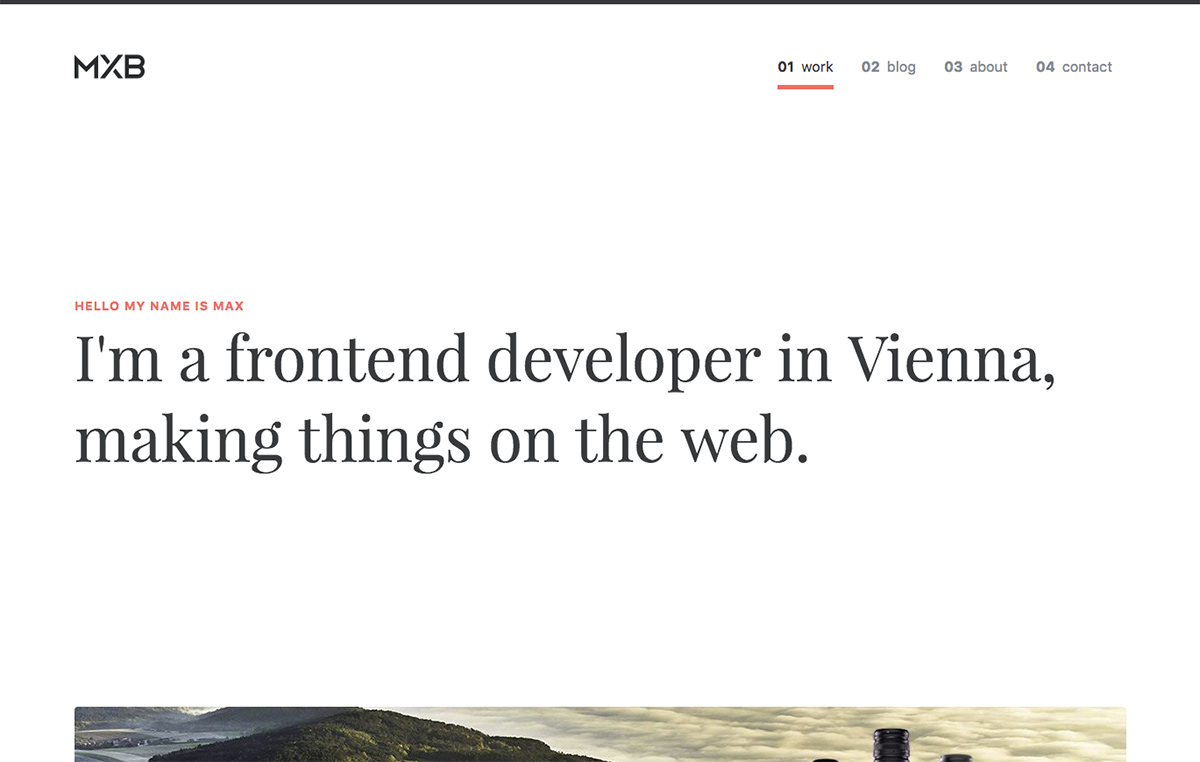 MXB
01 work 02 blog 03 about 04 contact
HELLO MY NAME IS MAX
I'm a frontend developer in Vienna,
making things on the web.